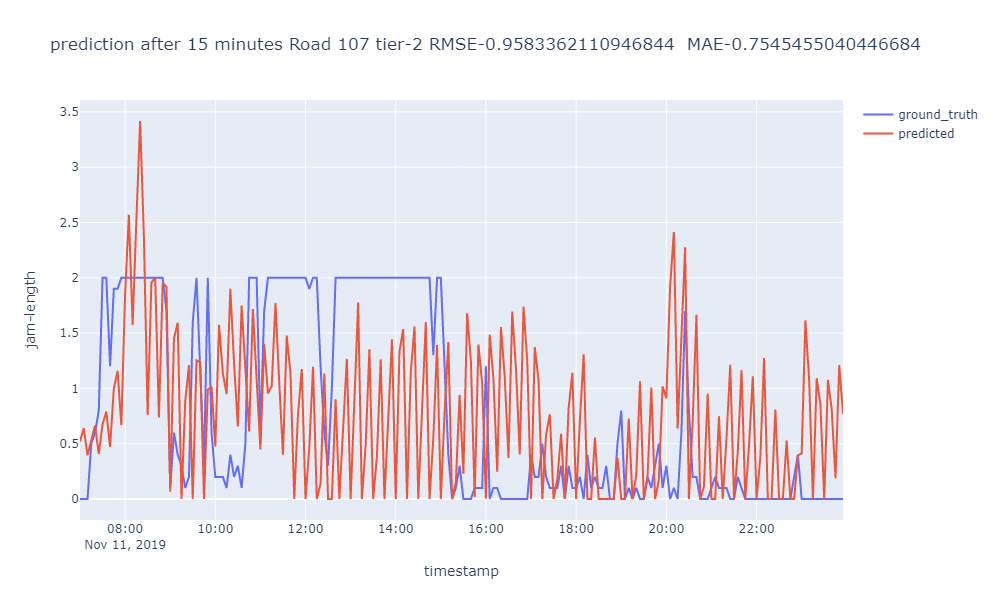 prediction after 15 minutes Road 107 tier-2 RMSE-0.9583362110946844  MAE-0.7545455040446684
ground_truth
predicted
3.5
3
2.5
2
1.5
1
0.5
0
jam-length
08:00
10:00
12:00
14:00
16:00
18:00
20:00
22:00
Nov 11, 2019
timestamp